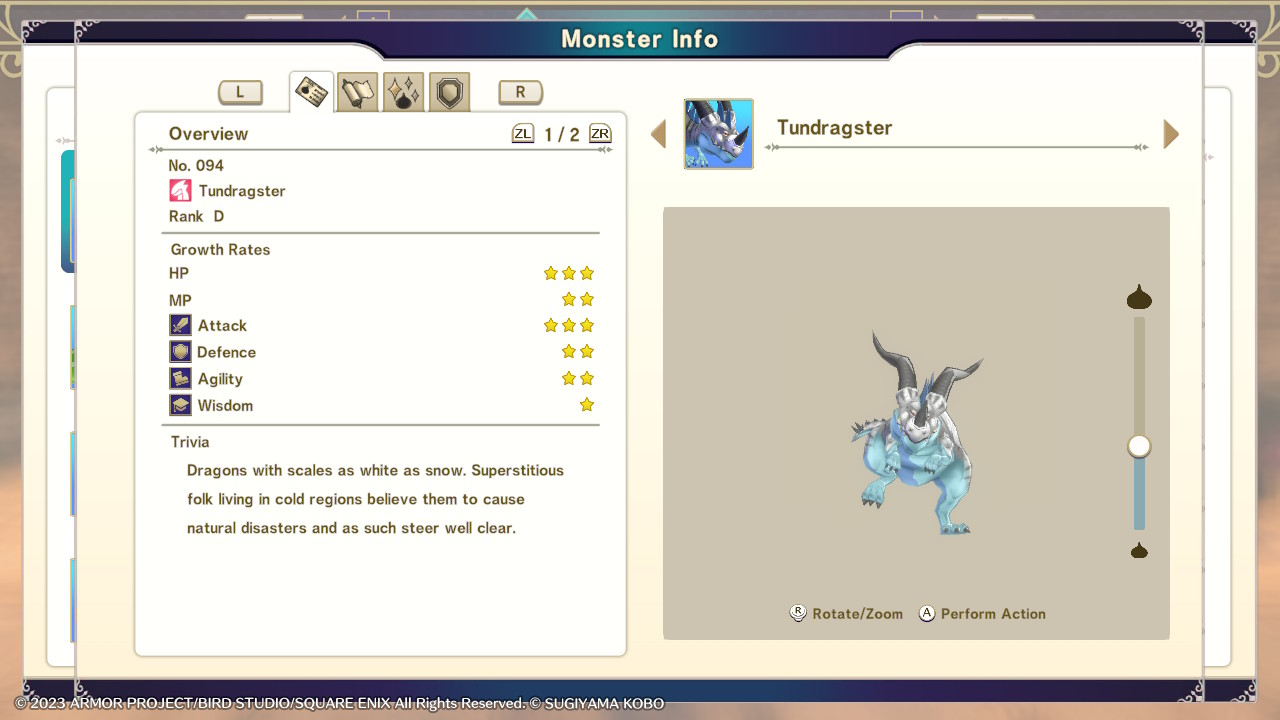 Monster Info
L
R
Overview
ZL 1 / 2 ZR
No. 094
Tundragster
Rank D
Growth Rates
HP
MP
Attack
Defence
Agility
Wisdom
Trivia
Dragons with scales as white as snow. Superstitious
folk living in cold regions believe them to cause
natural disasters and as such steer well clear.
Tundragster
R Rotate/Zoom A Perform Action
© 2023 ARMOR PROJECT/BIRD STUDIO/SQUARE ENIX All Rights Reserved. © SUGIYAMA KOBO